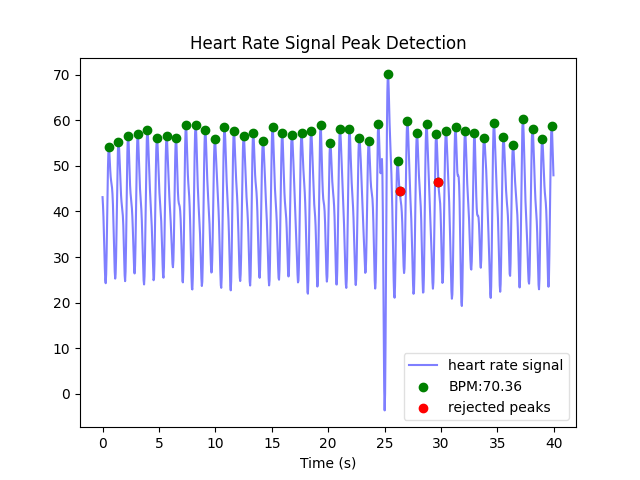 Heart Rate Signal Peak Detection
70
60
50
40
30
20
10
0
heart rate signal
BPM:70.36
rejected peaks
0 5 10 15 20 25 30 35 40
Time (s)